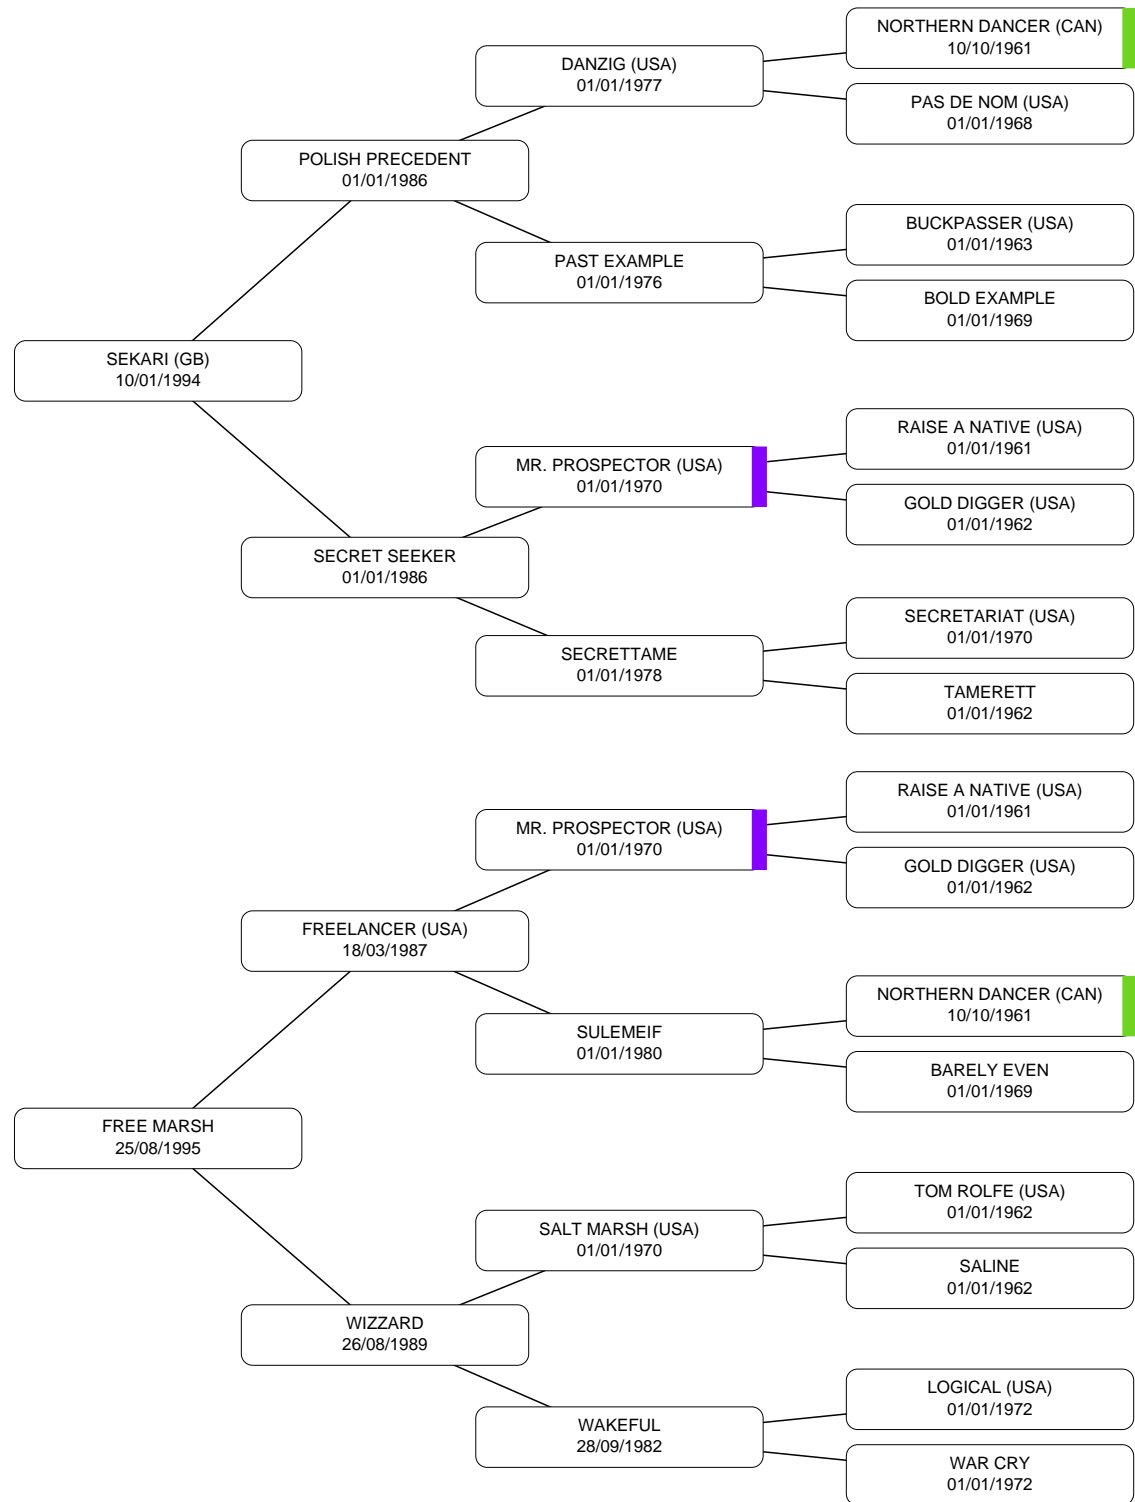 NORTHERN DANCER (CAN)
10/10/1961
DANZIG (USA)
01/01/1977
PAS DE NOM (USA)
01/01/1968
POLISH PRECEDENT
01/01/1986
BUCKPASSER (USA)
01/01/1963
PAST EXAMPLE
01/01/1976
BOLD EXAMPLE
01/01/1969
SEKARI (GB)
10/01/1994
RAISE A NATIVE (USA)
01/01/1961
MR. PROSPECTOR (USA)
01/01/1970
GOLD DIGGER (USA)
01/01/1962
SECRET SEEKER
01/01/1986
SECRETARIAT (USA)
01/01/1970
SECRETTAME
01/01/1978
TAMERETT
01/01/1962
RAISE A NATIVE (USA)
01/01/1961
MR. PROSPECTOR (USA)
01/01/1970
GOLD DIGGER (USA)
01/01/1962
FREELANCER (USA)
18/03/1987
NORTHERN DANCER (CAN)
10/10/1961
SULEMEIF
01/01/1980
BARELY EVEN
01/01/1969
FREE MARSH
25/08/1995
TOM ROLFE (USA)
01/01/1962
SALT MARSH (USA)
01/01/1970
SALINE
01/01/1962
WIZZARD
26/08/1989
LOGICAL (USA)
01/01/1972
WAKEFUL
28/09/1982
WAR CRY
01/01/1972